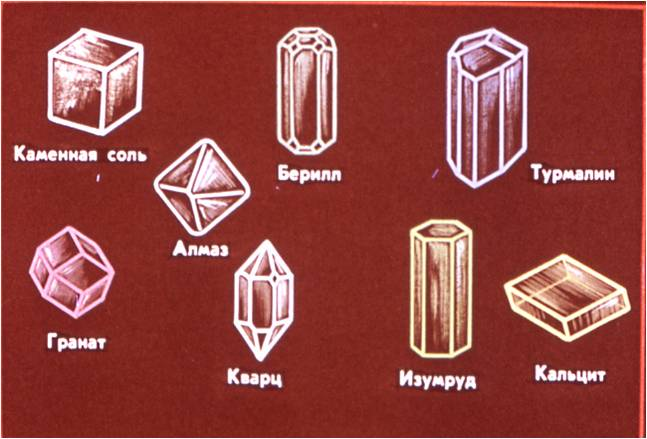 Каменная соль
Берилл
Турмалин
Алмаз
Гранат
Кварц
Изумруд
Кальцит